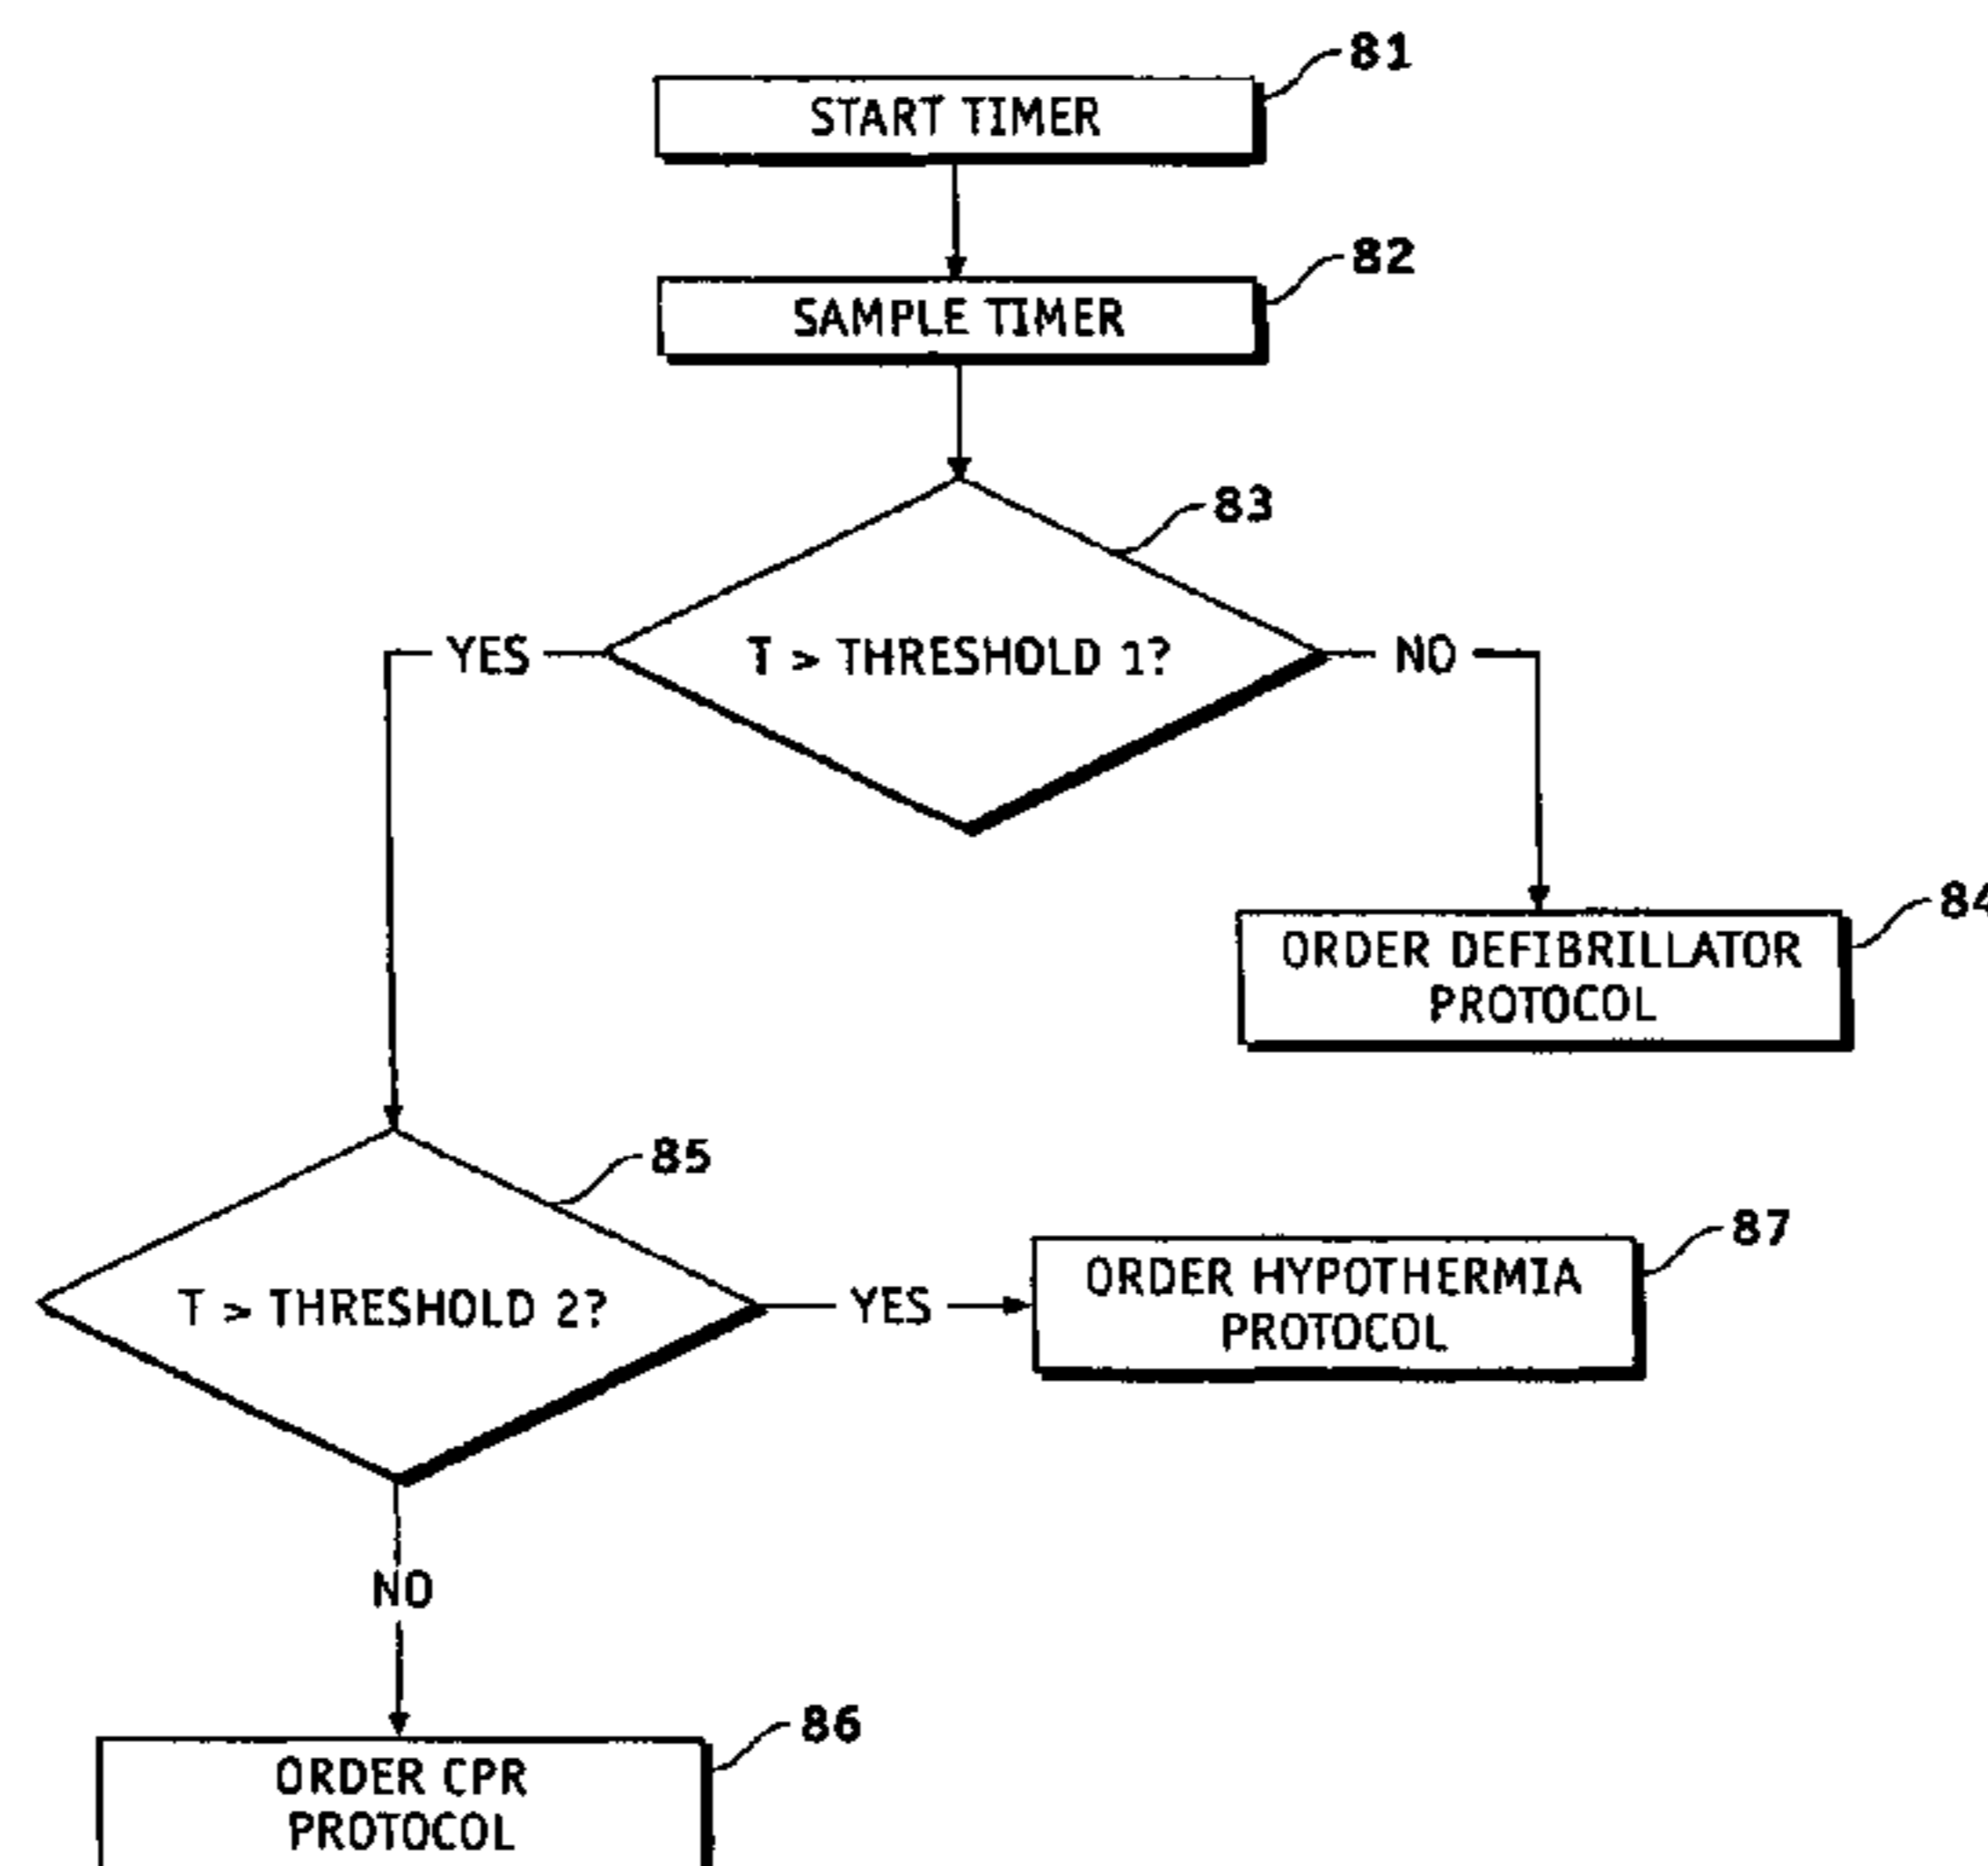 81
START TIMER
82
SAMPLE TIMER
83
T > THRESHOLD 1?
YES
NO
84
ORDER DEFIBRILLATOR
PROTOCOL
85
T > THRESHOLD 2?
YES
87
ORDER HYPOTHERMIA
PROTOCOL
NO
86
ORDER CPR
PROTOCOL